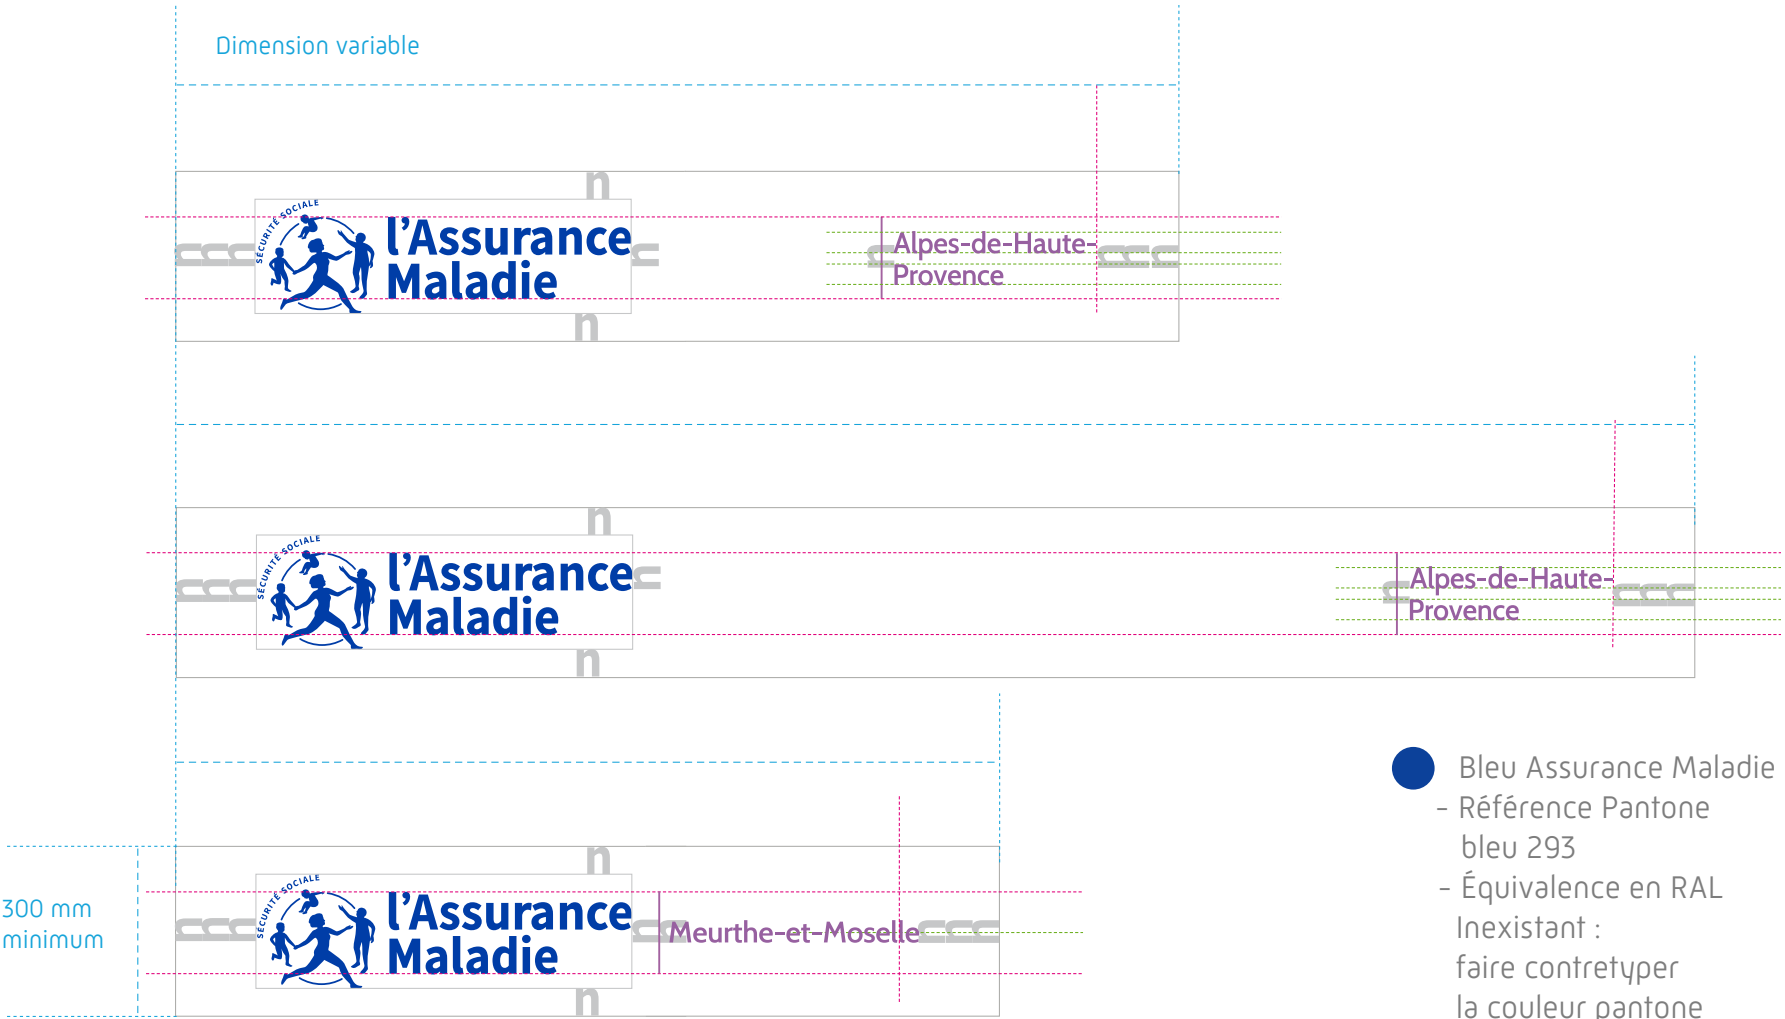 Dimension variable
n
SÉCURITÉ SOCIALE
l’Assurance
Maladie
n n n
n
n
Alpes-de-Haute-
Provence
n n n
n
n
SÉCURITÉ SOCIALE
l’Assurance
Maladie
n n n
n
n
Alpes-de-Haute-
Provence
n n n
n
300 mm
minimum
n
SÉCURITÉ SOCIALE
l’Assurance
Maladie
n n n
n n
Meurthe-et-Moselle
n n n
n
Bleu Assurance Maladie
- Référence Pantone
bleu 293
- Équivalence en RAL
Inexistant :
faire contretyper
la couleur pantone